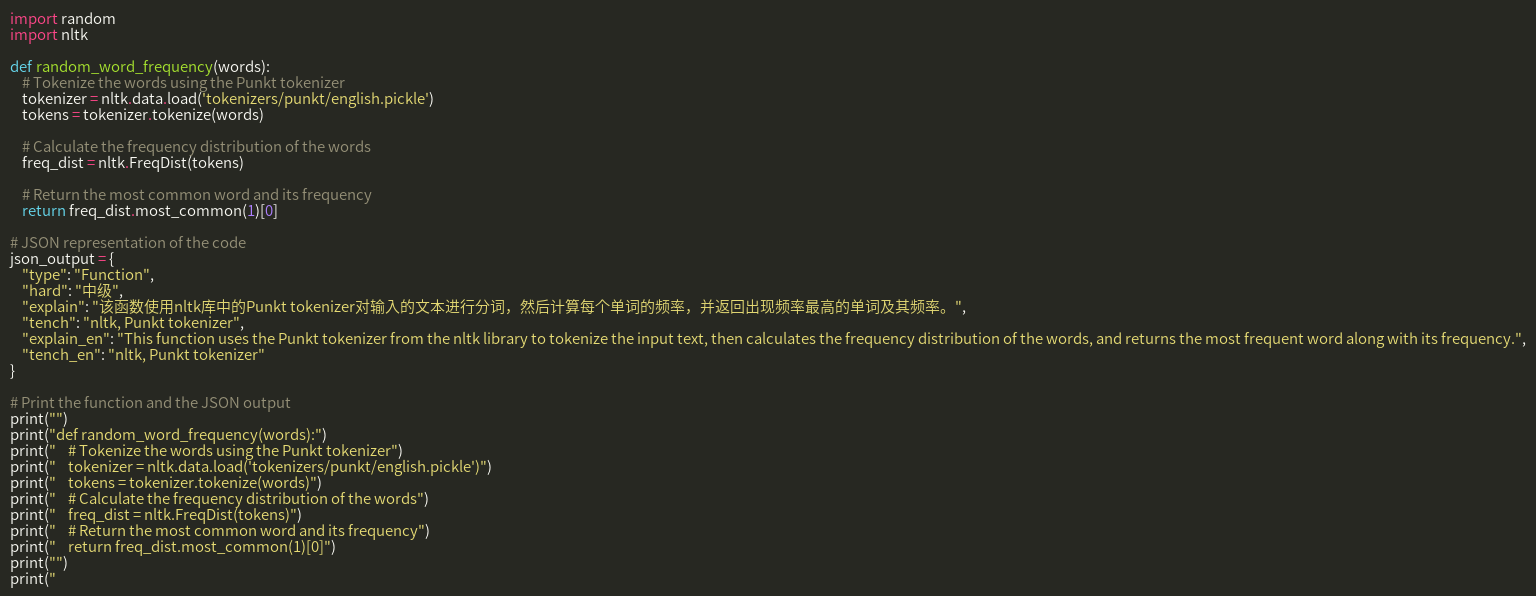 import random
import nltk

def random_word_frequency(words):
    # Tokenize the words using the Punkt tokenizer
    tokenizer = nltk.data.load('tokenizers/punkt/english.pickle')
    tokens = tokenizer.tokenize(words)

    # Calculate the frequency distribution of the words
    freq_dist = nltk.FreqDist(tokens)

    # Return the most common word and its frequency
    return freq_dist.most_common(1)[0]

# JSON representation of the code
json_output = {
    "type": "Function",
    "hard": "中级",
    "explain": "该函数使用nltk库中的Punkt tokenizer对输入的文本进行分词，然后计算每个单词的频率，并返回出现频率最高的单词及其频率。",
    "tench": "nltk, Punkt tokenizer",
    "explain_en": "This function uses the Punkt tokenizer from the nltk library to tokenize the input text, then calculates the frequency distribution of the words, and returns the most frequent word along with its frequency.",
    "tench_en": "nltk, Punkt tokenizer"
}

# Print the function and the JSON output
print("")
print("def random_word_frequency(words):")
print("    # Tokenize the words using the Punkt tokenizer")
print("    tokenizer = nltk.data.load('tokenizers/punkt/english.pickle')")
print("    tokens = tokenizer.tokenize(words)")
print("    # Calculate the frequency distribution of the words")
print("    freq_dist = nltk.FreqDist(tokens)")
print("    # Return the most common word and its frequency")
print("    return freq_dist.most_common(1)[0]")
print("")
print("